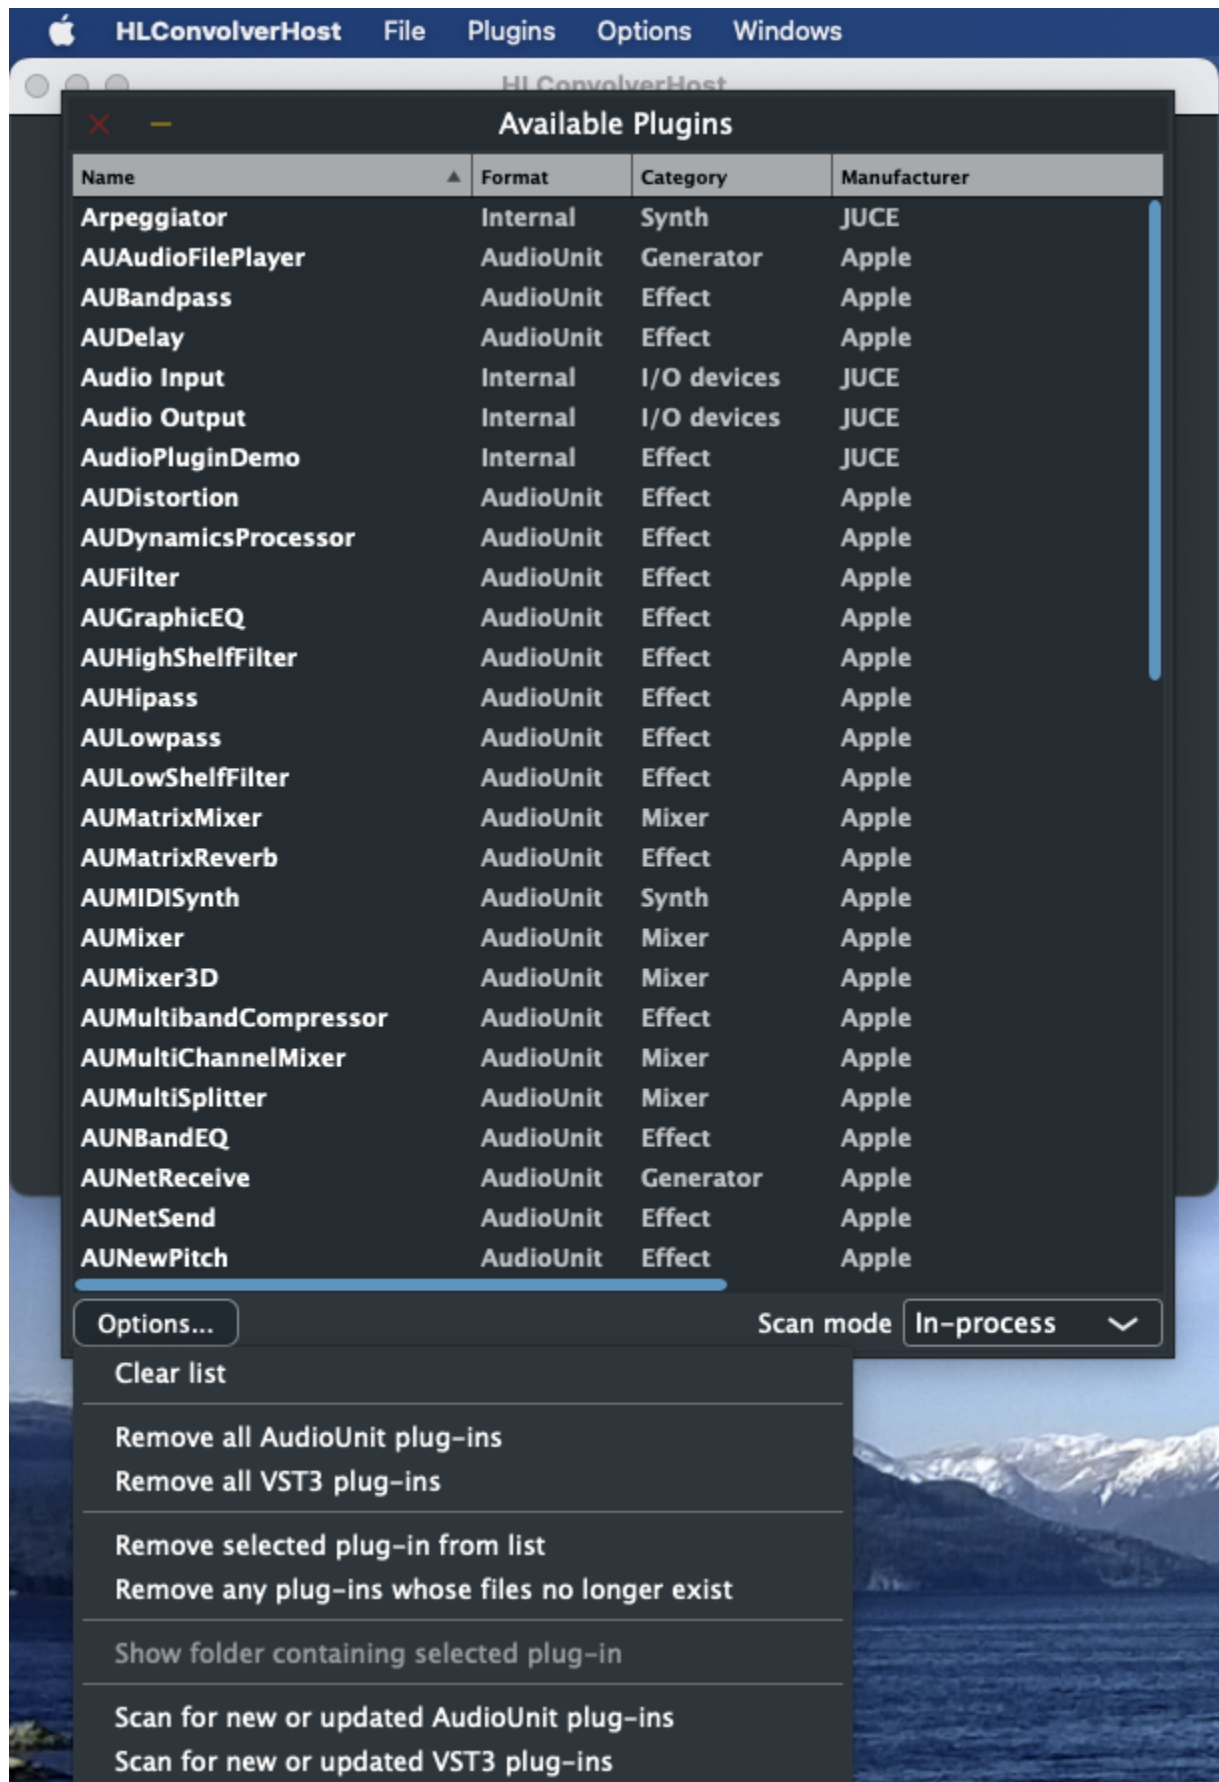 HLConvolverHost File Plugins Options Windows
HLConvolverHost
Available Plugins
Name Format Category Manufacturer
Arpeggiator Internal Synth JUCE
AUAudioFilePlayer AudioUnit Generator Apple
AUBandpass AudioUnit Effect Apple
AUDelay AudioUnit Effect Apple
Audio Input Internal I/O devices JUCE
Audio Output Internal I/O devices JUCE
AudioPluginDemo Internal Effect JUCE
AUDistortion AudioUnit Effect Apple
AUDynamicsProcessor AudioUnit Effect Apple
AUFilter AudioUnit Effect Apple
AUGraphicEQ AudioUnit Effect Apple
AUHighShelfFilter AudioUnit Effect Apple
AUHipass AudioUnit Effect Apple
AULowpass AudioUnit Effect Apple
AULowShelfFilter AudioUnit Effect Apple
AUMatrixMixer AudioUnit Mixer Apple
AUMatrixReverb AudioUnit Effect Apple
AUMIDISynth AudioUnit Synth Apple
AUMixer AudioUnit Mixer Apple
AUMixer3D AudioUnit Mixer Apple
AUMultibandCompressor AudioUnit Effect Apple
AUMultiChannelMixer AudioUnit Mixer Apple
AUMultiSplitter AudioUnit Mixer Apple
AUNBandEQ AudioUnit Effect Apple
AUNetReceive AudioUnit Generator Apple
AUNetSend AudioUnit Effect Apple
AUNewPitch AudioUnit Effect Apple
Options... Scan mode In-process
Clear list
Remove all AudioUnit plug-ins
Remove all VST3 plug-ins
Remove selected plug-in from list
Remove any plug-ins whose files no longer exist
Show folder containing selected plug-in
Scan for new or updated AudioUnit plug-ins
Scan for new or updated VST3 plug-ins